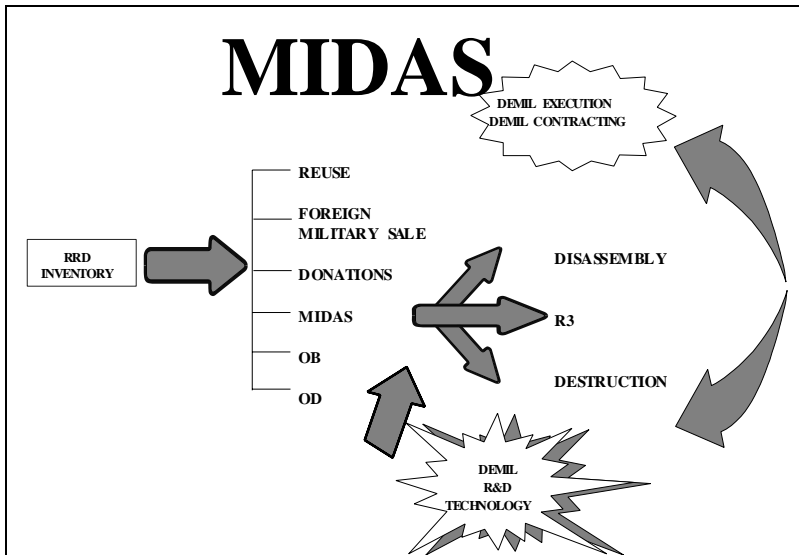 MIDAS
DEMIL EXECUTION
DEMIL CONTRACTING
REUSE
FOREIGN
MILITARY SALE
RRD
INVENTORY
DONATIONS
MIDAS
OB
OD
DISASSEMBLY
R3
DESTRUCTION
DEMIL
R&D
TECHNOLOGY